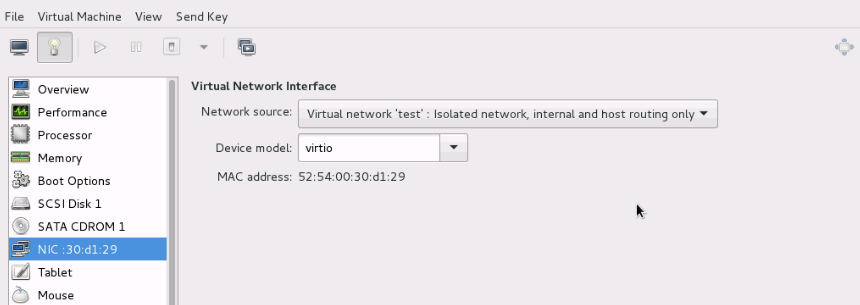 File Virtual Machine View Send Key
Overview
Performance
Processor
Memory
Boot Options
SCSI Disk 1
SATA CDROM 1
NIC :30:d1:29
Tablet
Mouse
Virtual Network Interface
Network source: Virtual network 'test' : Isolated network, internal and host routing only
Device model: virtio
MAC address: 52:54:00:30:d1:29